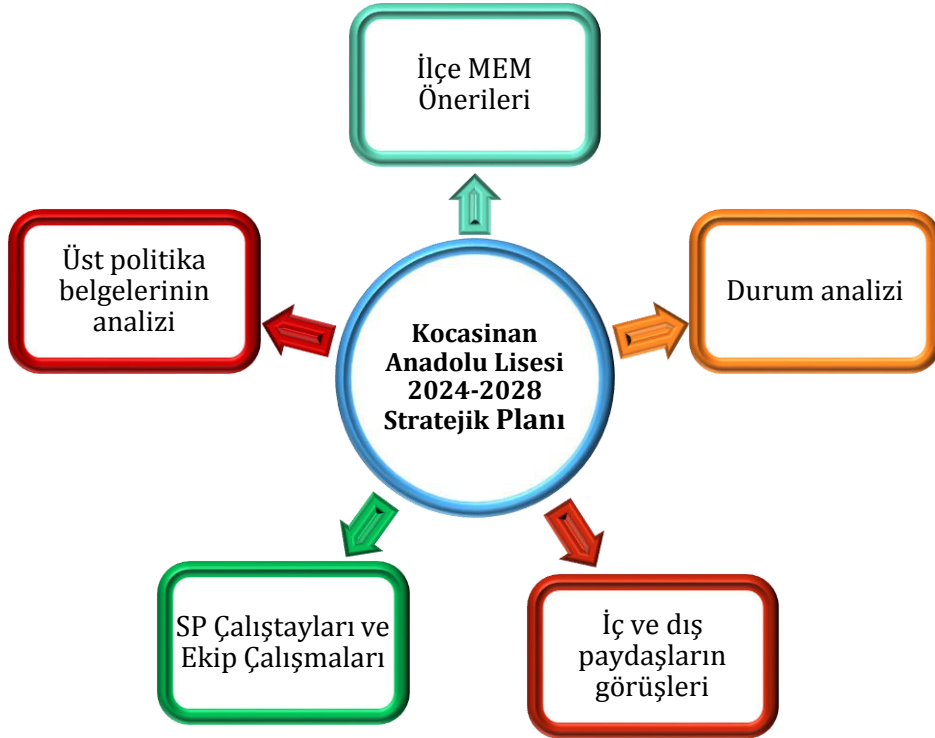 İlçe MEM
Önerileri
Üst politika
belgelerinin
analizi
Durum analizi
Kocasinan
Anadolu Lisesi
2024-2028
Stratejik Planı
SP Çalıştayları ve
Ekip Çalışmaları
İç ve dış
paydaşların
görüşleri